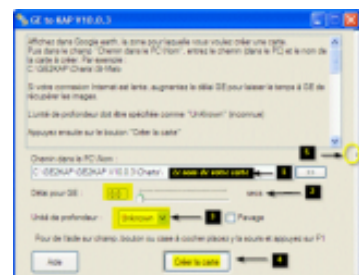 GE to KAP V10.0.3
Affichez dans Google earth, la zone pour laquelle vous voulez créer une carte.
Puis dans le champ "Chemin dans le PC\Nom", entrez le chemin (dans le PC) et le nom de
la carte à créer. Par exemple :
C:\GE2KAP\Charts\
Si votre connexion Internet est lente, augmentez le délai GE pour laisser le temps à GE de
récupérer les images.
L'unité de profondeur doit être spécifiée comme "UnKnown" (inconnue)
Appuyez ensuite sur le bouton "Créer la carte"
5
Chemin dans le PC\Nom :
C:\GE2KAP\GE2KAP V10.0.3\Charts\ le nom de votre carte 1
Délai pour GE : secs 2
Unité de profondeur : Unknown 3 Pavage
Pour de l'aide sur champ, bouton ou case à cocher placez y la souris et appuyez sur F1
Aide Créer la carte 4